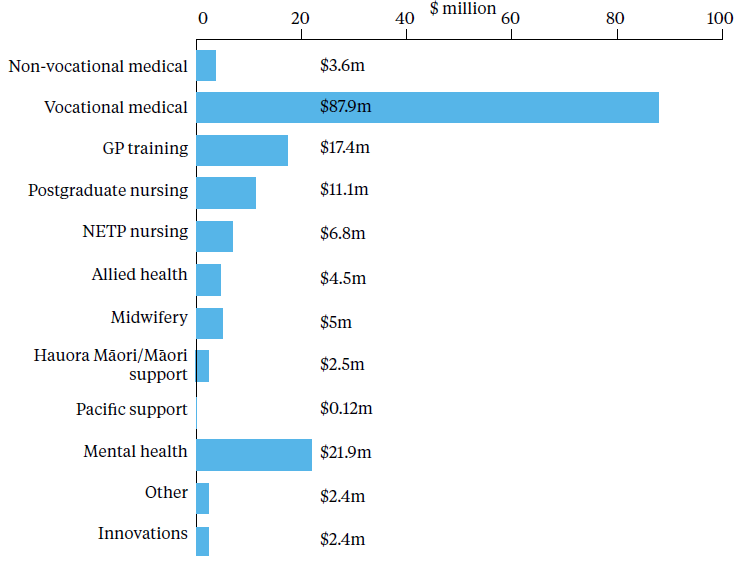 $ million
0 20 40 60 80 100
Non-vocational medical $3.6m
Vocational medical $87.9m
GP training $17.4m
Postgraduate nursing $11.1m
NETP nursing $6.8m
Allied health $4.5m
Midwifery $5m
Hauora Māori/Māori
support $2.5m
Pacific support $0.12m
Mental health $21.9m
Other $2.4m
Innovations $2.4m